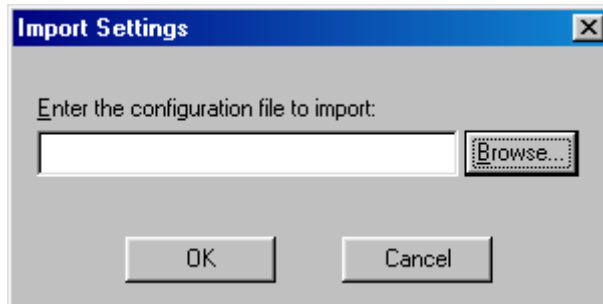 Import Settings
Enter the configuration file to import:
Browse...
OK Cancel